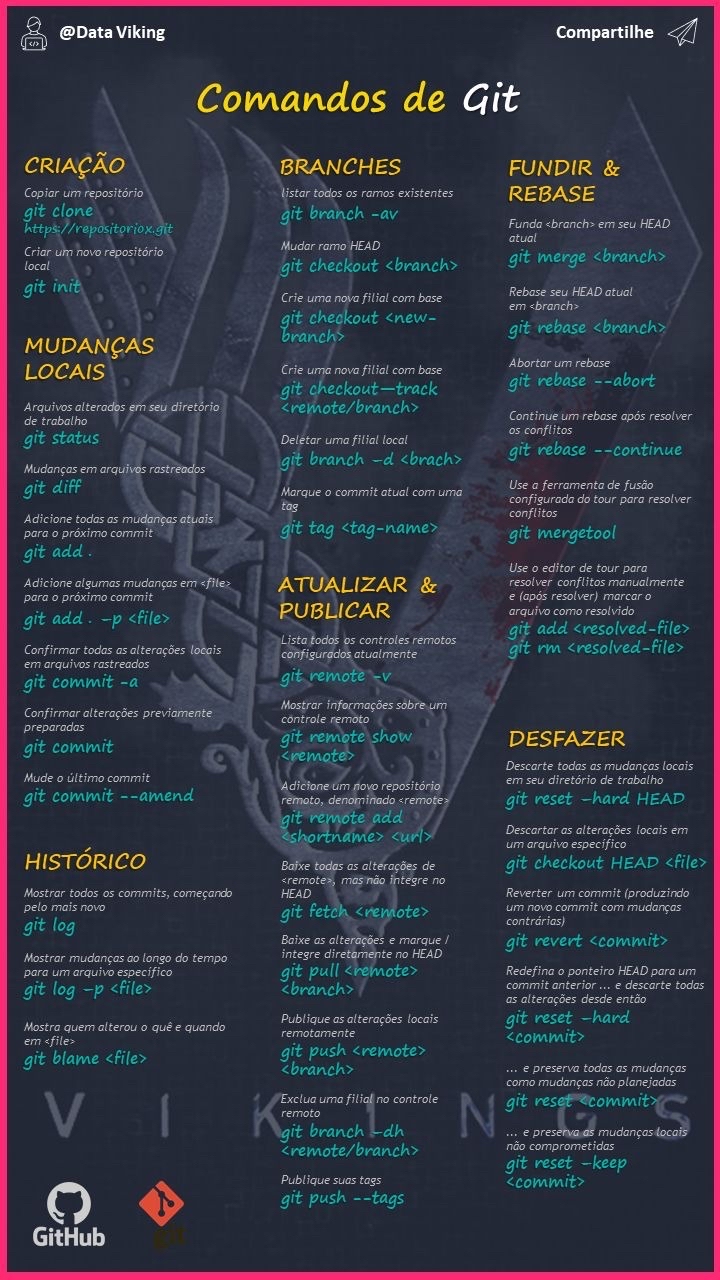 @Data Viking
Compartilhe
Comandos de Git
CRIAÇÃO
Copiar um repositório
git clone
https://repositoriox.git
Criar um novo repositório
local
git init
MUDANÇAS
LOCAIS
Arquivos alterados em seu diretório
de trabalho
git status
Mudanças em arquivos rastreados
git diff
Adicione todas as mudanças atuais
para o próximo commit
git add .
Adicione algumas mudanças em <file>
para o próximo commit
git add . –p <file>
Confirmar todas as alterações locais
em arquivos rastreados
git commit -a
Confirmar alterações previamente
preparadas
git commit
Mude o último commit
git commit --amend
HISTÓRICO
Mostrar todos os commits, começando
pelo mais novo
git log
Mostrar mudanças ao longo do tempo
para um arquivo específico
git log –p <file>
Mostra quem alterou o quê e quando
em <file>
git blame <file>
BRANCHES
listar todos os ramos existentes
git branch -av
Mudar ramo HEAD
git checkout <branch>
Crie uma nova filial com base
git checkout <new-
branch>
Crie uma nova filial com base
git checkout—track
<remote/branch>
Deletar uma filial local
git branch –d <brach>
Marque o commit atual com uma
tag
git tag <tag-name>
ATUALIZAR &
PUBLICAR
Lista todos os controles remotos
configurados atualmente
git remote -v
Mostrar informações sobre um
controle remoto
git remote show
<remote>
Adicione um novo repositório
remoto, denominado <remote>
git remote add
<shortname> <url>
Baixe todas as alterações de
<remote>, mas não integre no
HEAD
git fetch <remote>
Baixe as alterações e marque /
integre diretamente no HEAD
git pull <remote>
<branch>
Publique as alterações locais
remotamente
git push <remote>
<branch>
Exclua uma filial no controle
remoto
git branch –dh
<remote/branch>
Publique suas tags
git push --tags
FUNDIR &
REBASE
Funda <branch> em seu HEAD
atual
git merge <branch>
Rebase seu HEAD atual
em <branch>
git rebase <branch>
Abortar um rebase
git rebase --abort
Continue um rebase após resolver
os conflitos
git rebase --continue
Use a ferramenta de fusão
configurada do tour para resolver
conflitos
git mergetool
Use o editor de tour para
resolver conflitos manualmente
e (após resolver) marcar o
arquivo como resolvido
git add <resolved-file>
git rm <resolved-file>
DESFAZER
Descarte todas as mudanças locais
em seu diretório de trabalho
git reset –hard HEAD
Descartar as alterações locais em
um arquivo específico
git checkout HEAD <file>
Reverter um commit (produzindo
um novo commit com mudanças
contrárias)
git revert <commit>
Redefina o ponteiro HEAD para um
commit anterior ... e descarte todas
as alterações desde então
git reset –hard
<commit>
... e preserva todas as mudanças
como mudanças não planejadas
git reset <commit>
... e preserva as mudanças locais
não comprometidas
git reset –keep
<commit>
VIKINGS
GitHub
git